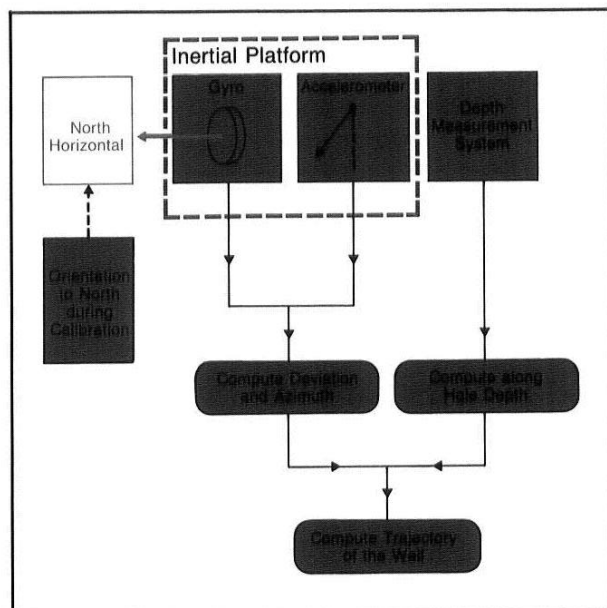 Inertial Platform
Gyro
Accelerometer
Depth
Measurement
System
North
Horizontal
Orientation
to North
during
Calibration
Compute Deviation
and Azimuth
Compute along
Hole Depth
Compute Trajectory
of the Well